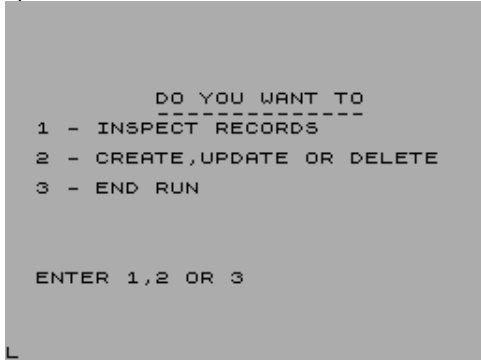 DO YOU WANT TO
--------------
1 - INSPECT RECORDS
2 - CREATE,UPDATE OR DELETE
3 - END RUN
ENTER 1,2 OR 3
L